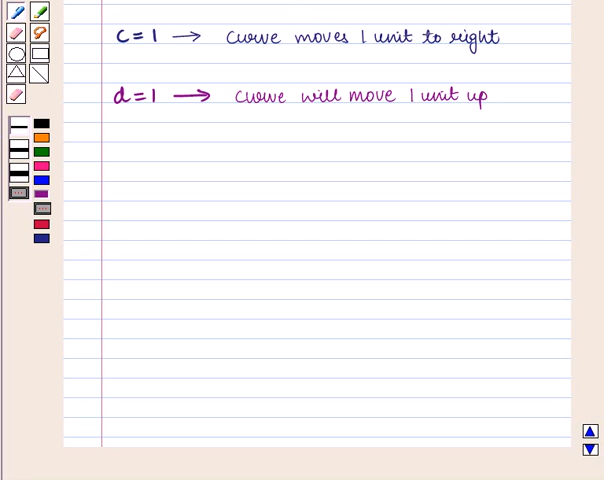 c = 1 → curve moves 1 unit to right
d = 1 → curve will move 1 unit up